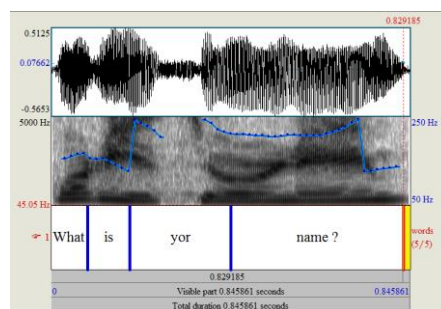 0.829185
0.5125
0.07662
-0.5653
5000 Hz
250 Hz
45.05 Hz
50 Hz
1 What is yor name ? words
(5/5)
0.829185
0 Visible part 0.845861 seconds 0.845861
Total duration 0.845861 seconds